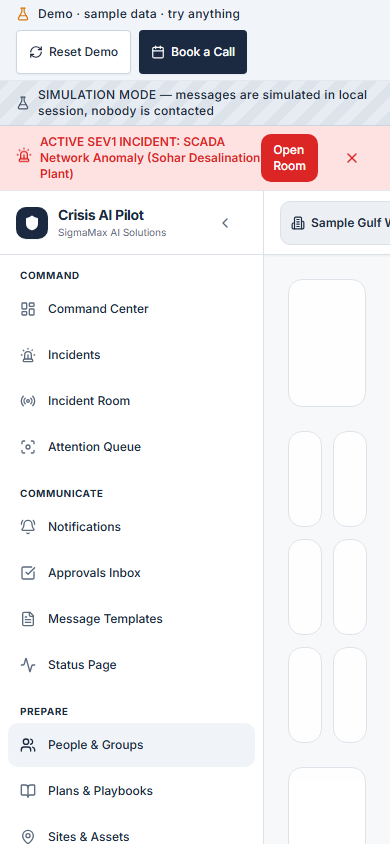 Demo · sample data · try anything
Reset Demo
Book a Call
SIMULATION MODE — messages are simulated in local
session, nobody is contacted
ACTIVE SEV1 INCIDENT: SCADA
Network Anomaly (Sohar Desalination
Plant)
Open
Room
Crisis AI Pilot
SigmaMax AI Solutions
Sample Gulf W
COMMAND
Command Center
Incidents
Incident Room
Attention Queue
COMMUNICATE
Notifications
Approvals Inbox
Message Templates
Status Page
PREPARE
People & Groups
Plans & Playbooks
Sites & Assets